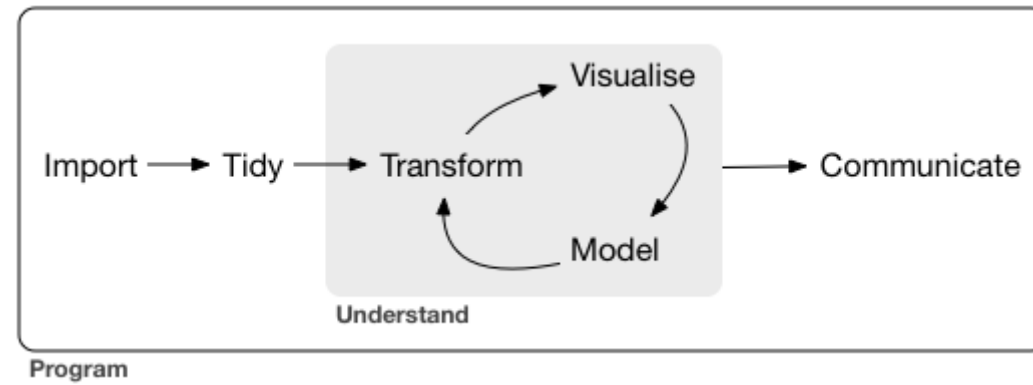 Visualise
Import
Tidy
Transform
Communicate
Model
Understand
Program